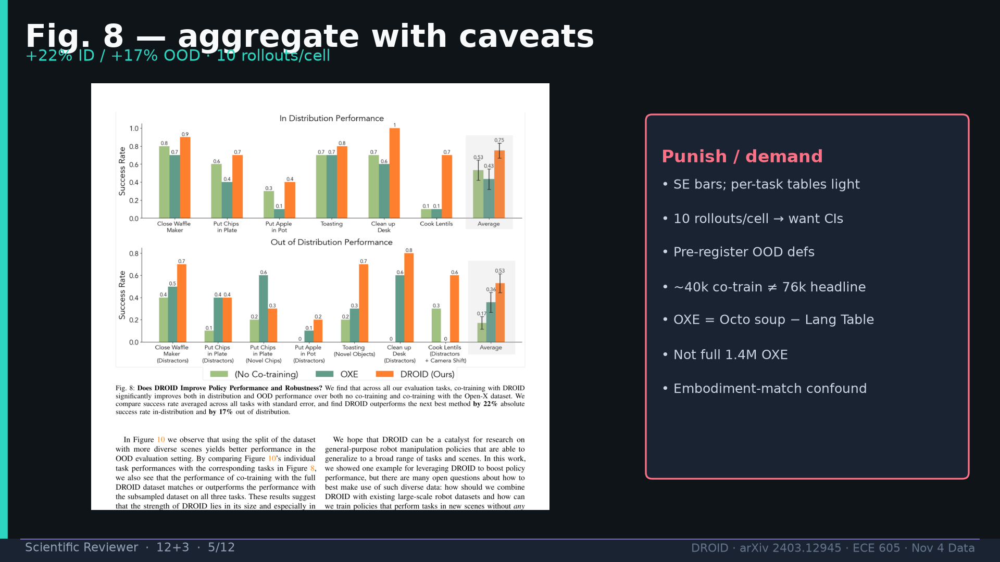 Fig. 8 — aggregate with caveats
+22% ID / +17% OOD · 10 rollouts/cell
In Distribution Performance
Success Rate
1.0
0.8
0.6
0.4
0.2
0.0
0.8 0.7 0.9
0.6 0.4 0.7
0.3 0.1 0.4
0.7 0.7 0.8
0.7 0.6 1
0.1 0.1 0.7
0.53 0.43 0.75
Close Waffle
Maker
Put Chips
in Plate
Put Apple
in Pot
Toasting
Clean up
Desk
Cook Lentils
Average
Out of Distribution Performance
Success Rate
0.8
0.6
0.4
0.2
0.0
0.4 0.5 0.7
0.1 0.4 0.4
0.2 0.6 0.3
0 0.1 0.2
0.2 0.3 0.7
0 0.6 0.8
0.3 0 0.6
0.17 0.36 0.53
Close Waffle
Maker
(Distractors)
Put Chips
in Plate
(Distractors)
Put Chips
in Plate
(Novel Chips)
Put Apple
in Pot
(Distractors)
Toasting
(Novel Objects)
Clean up
Desk
(Distractors)
Cook Lentils
(Distractors
+ Camera Shift)
Average
(No Co-training) OXE DROID (Ours)
Fig. 8: Does DROID Improve Policy Performance and Robustness? We find that across all our evaluation tasks, co-training with DROID
significantly improves both in distribution and OOD performance over both no co-training and co-training with the Open-X dataset. We
compare success rate averaged across all tasks with standard error, and find DROID outperforms the next best method by 22% absolute
success rate in-distribution and by 17% out of distribution.
In Figure 10 we observe that using the split of the dataset
with more diverse scenes yields better performance in the
OOD evaluation setting. By comparing Figure 10's individual
task performances with the corresponding tasks in Figure 8,
we also see that the performance of co-training with the full
DROID dataset matches or outperforms the performance with
the subsampled dataset on all three tasks. These results suggest
that the strength of DROID lies in its size and especially in
We hope that DROID can be a catalyst for research on
general-purpose robot manipulation policies that are able to
generalize to a broad range of tasks and scenes. In this work,
we showed one example for leveraging DROID to boost policy
performance, but there are many open questions about how to
best make use of such diverse data: how should we combine
DROID with existing large-scale robot datasets and how can
we train policies that perform tasks in new scenes without any
Punish / demand
• SE bars; per-task tables light
• 10 rollouts/cell → want CIs
• Pre-register OOD defs
• ~40k co-train ≠ 76k headline
• OXE = Octo soup − Lang Table
• Not full 1.4M OXE
• Embodiment-match confound
Scientific Reviewer · 12+3 · 5/12
DROID · arXiv 2403.12945 · ECE 605 · Nov 4 Data